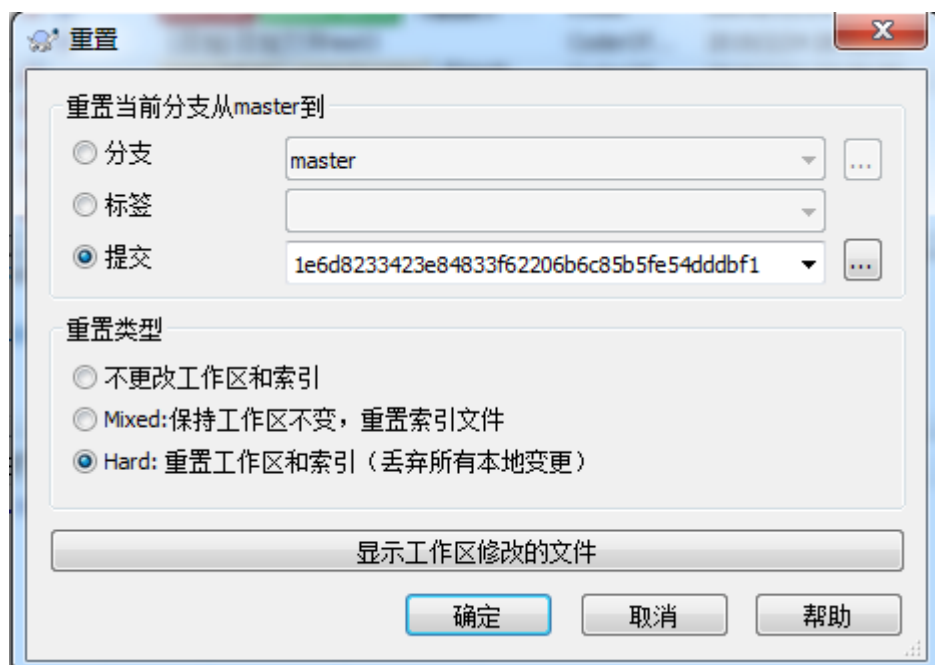 重置
重置当前分支从master到
分支
master
...
标签
提交
1e6d8233423e84833f62206b6c85b5fe54dddbf1
...
重置类型
不更改工作区和索引
Mixed:保持工作区不变，重置索引文件
Hard: 重置工作区和索引（丢弃所有本地变更）
显示工作区修改的文件
确定
取消
帮助